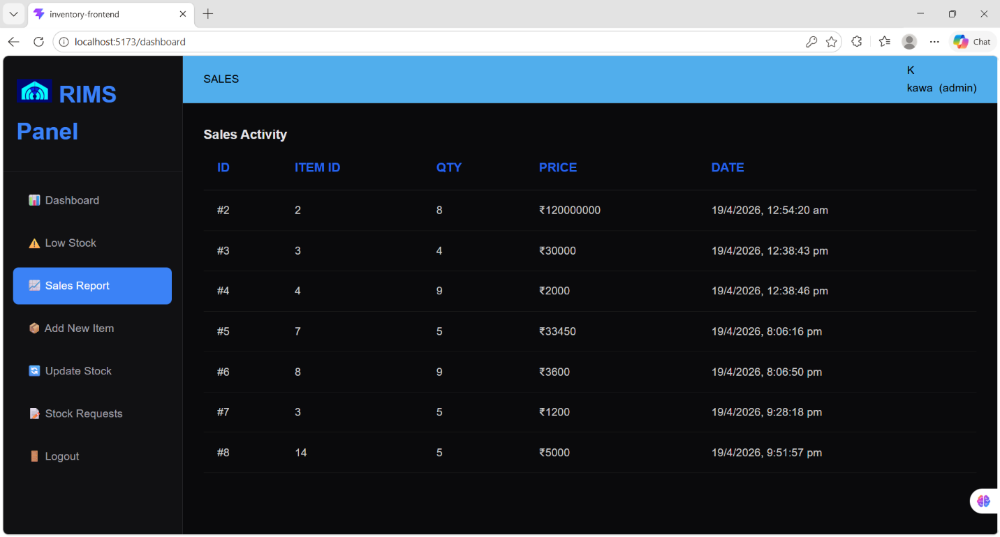 inventory-frontend
localhost:5173/dashboard
Chat
RIMS
Panel
Dashboard
Low Stock
Sales Report
Add New Item
Update Stock
Stock Requests
Logout
SALES
K
kawa (admin)
Sales Activity
ID ITEM ID QTY PRICE DATE
#2 2 8 ₹120000000 19/4/2026, 12:54:20 am
#3 3 4 ₹30000 19/4/2026, 12:38:43 pm
#4 4 9 ₹2000 19/4/2026, 12:38:46 pm
#5 7 5 ₹33450 19/4/2026, 8:06:16 pm
#6 8 9 ₹3600 19/4/2026, 8:06:50 pm
#7 3 5 ₹1200 19/4/2026, 9:28:18 pm
#8 14 5 ₹5000 19/4/2026, 9:51:57 pm